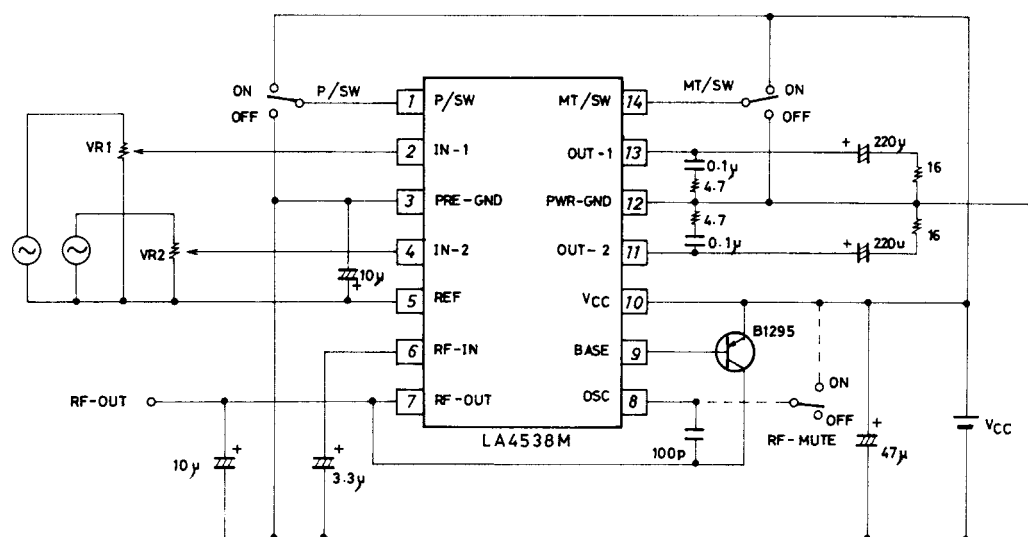 ON
P/SW
OFF
1
P/SW
MT/SW
14
MT/SW
ON
OFF
VR1
2
IN-1
OUT-1
13
0.1µ
4.7
+
220µ
16
3
PRE-GND
PWR-GND
12
VR2
4
IN-2
OUT-2
11
4.7
0.1µ
+
220u
16
10µ
+
5
REF
VCC
10
B1295
6
RF-IN
BASE
9
RF-OUT
7
RF-OUT
OSC
8
ON
OFF
RF-MUTE
LA4538M
10µ
+
3.3µ
+
100p
47µ
+
VCC